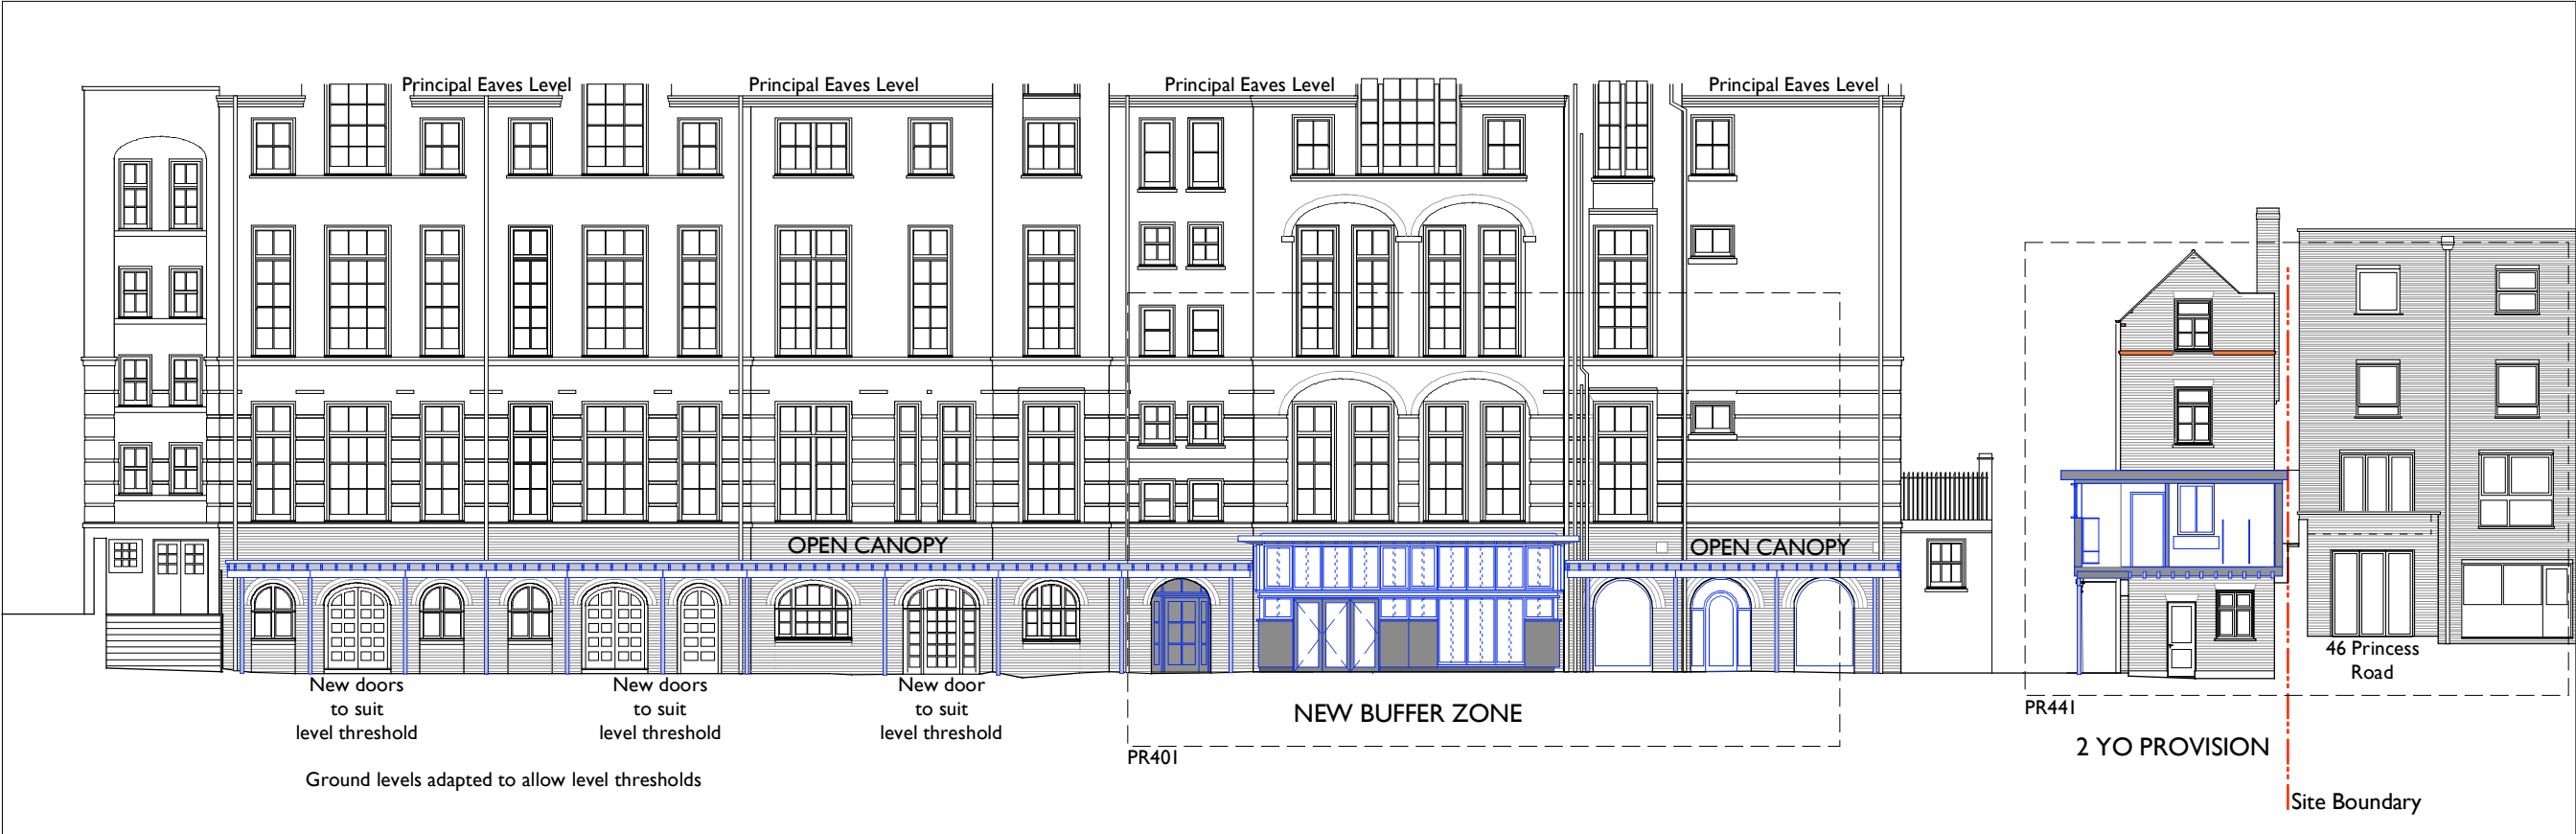 Principal Eaves Level
Principal Eaves Level
Principal Eaves Level
Principal Eaves Level
OPEN CANOPY
OPEN CANOPY
New doors
to suit
level threshold
New doors
to suit
level threshold
New door
to suit
level threshold
Ground levels adapted to allow level thresholds
NEW BUFFER ZONE
PR401
46 Princess
Road
PR441
2 YO PROVISION
Site Boundary